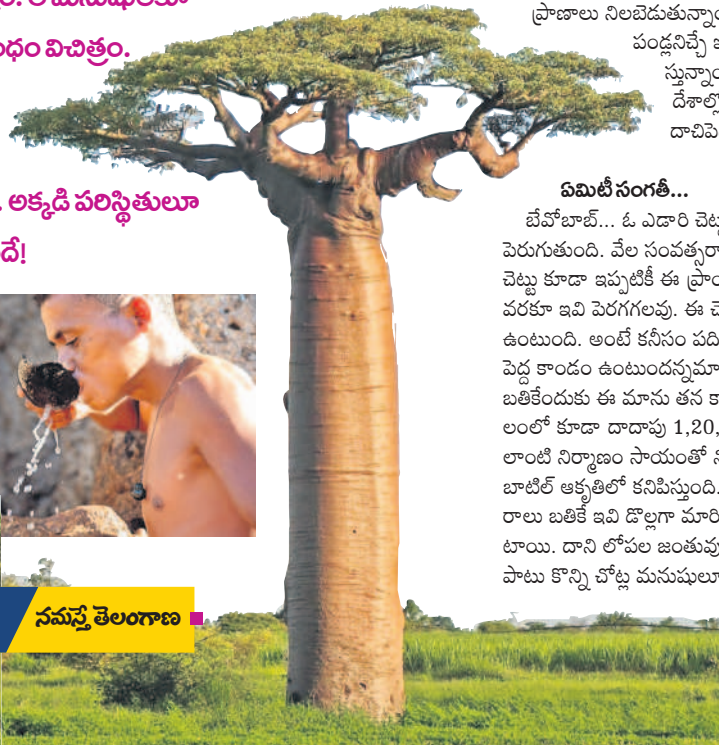 ధం విచిత్రం.
. అక్కడి పరిస్థితులూ
దే!
నమస్తే తెలంగాణ
ప్రాణాలు నిలబెడుతున్నా
పండ్లనిచ్చే
స్తున్నా
దేశాల్లో
దాచిపె
ఏమిటీ సంగతీ...
బేవోబాబ్... ఓ ఎడారి చెట్టు
పెరుగుతుంది. వేల సంవత్సరా
చెట్టు కూడా ఇప్పటికీ ఈ ప్రాం
వరకూ ఇవి పెరగగలవు. ఈ చె
ఉంటుంది. అంటే కనీసం పది
పెద్ద కాండం ఉంటుందన్నమా
బతికేందుకు ఈ మాను తన కా
లంలో కూడా దాదాపు 1,20,
లాంటి నిర్మాణం సాయంతో ని
బాటిల్ ఆకృతిలో కనిపిస్తుంది.
రాలు బతికే ఇవి డొల్లగా మారి
టాయి. దాని లోపల జంతువు
పాటు కొన్ని చోట్ల మనుషులూ